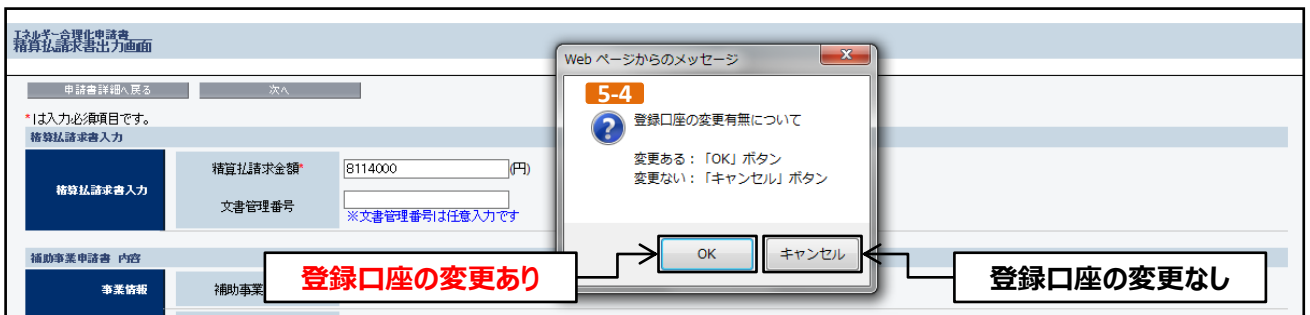 エネルギー合理化申請書
精算払請求書出力画面
申請書詳細へ戻る
次へ
*は入力必須項目です。
精算払請求書入力
精算払請求書入力
精算払請求金額*
8114000
(円)
文書管理番号
※文書管理番号は任意入力です
補助事業申請書 内容
事業情報
補助事業
Web ページからのメッセージ
x
5-4
?
登録口座の変更有無について
変更ある:「OK」ボタン
変更ない:「キャンセル」ボタン
OK
キャンセル
登録口座の変更あり
登録口座の変更なし